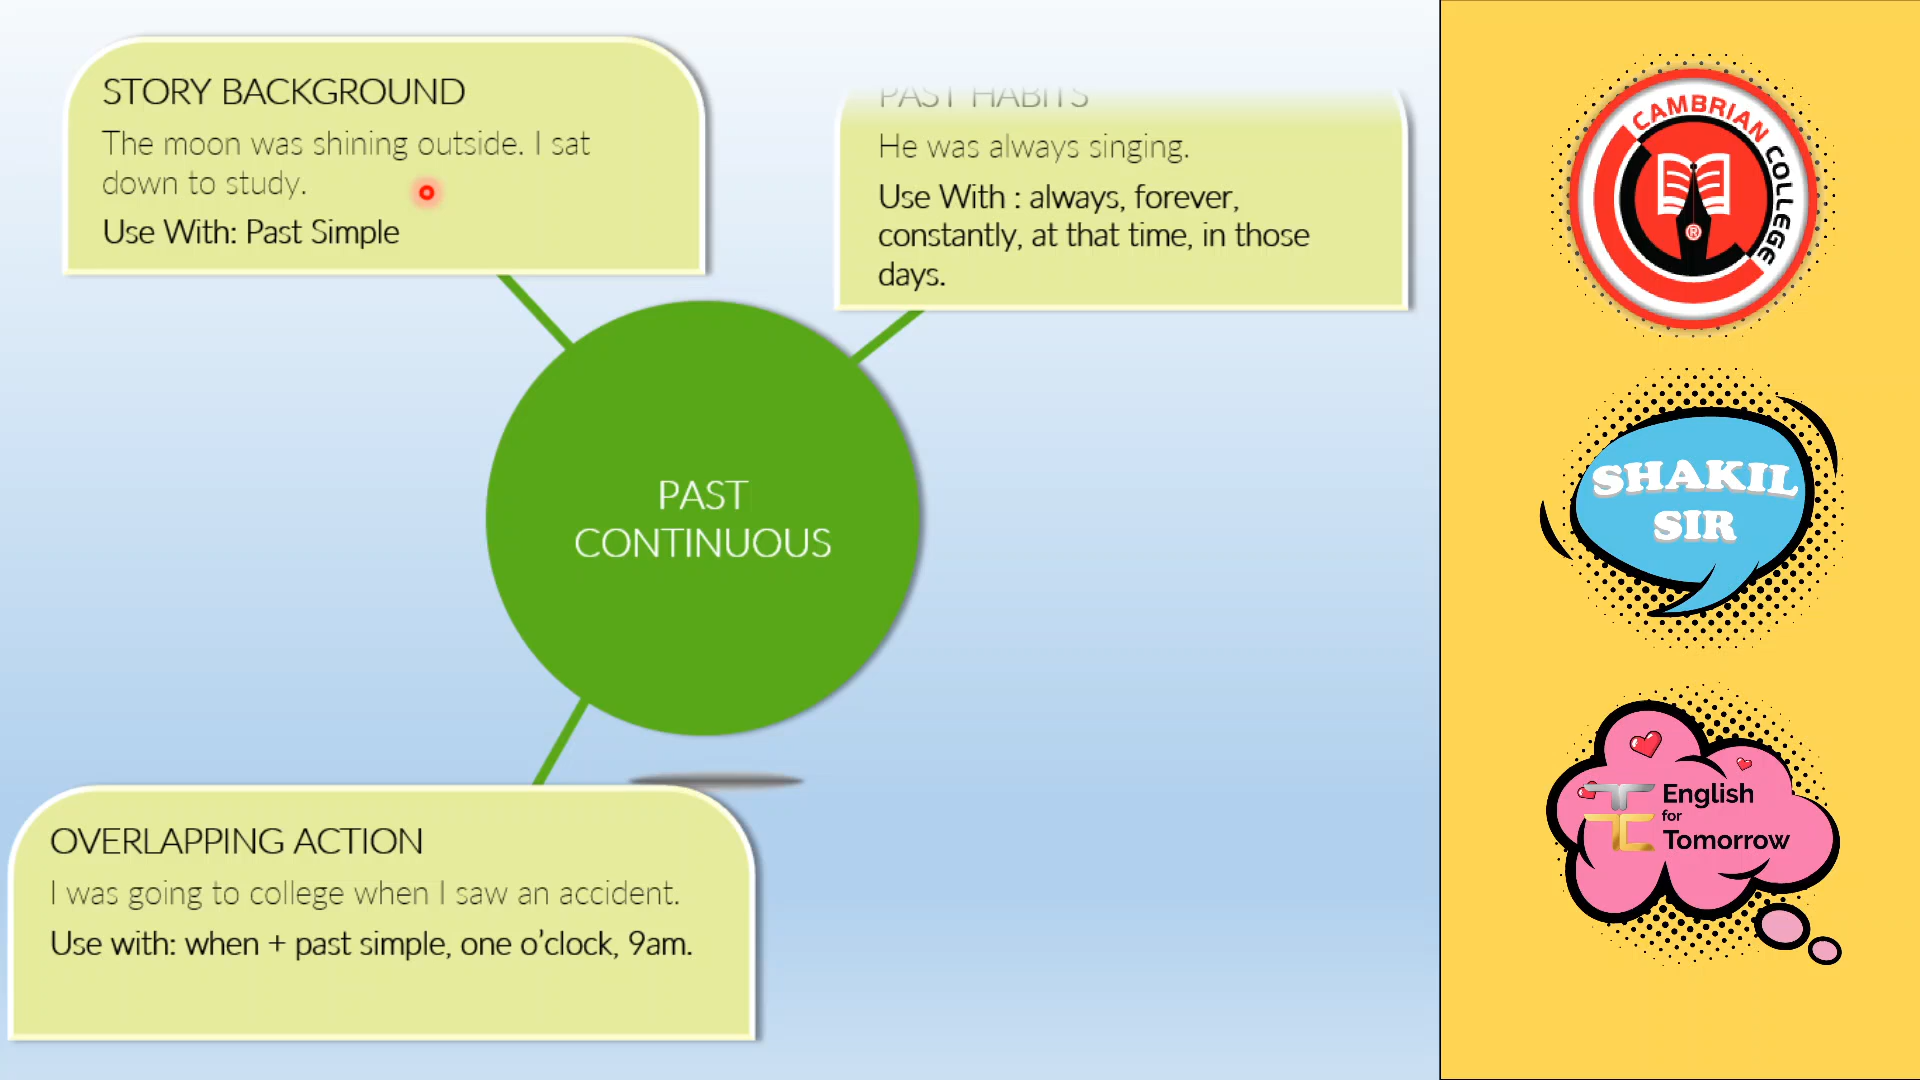 STORY BACKGROUND
The moon was shining outside. I sat
down to study.
Use With: Past Simple
PAST HABITS
He was always singing.
Use With : always, forever,
constantly, at that time, in those
days.
PAST
CONTINUOUS
OVERLAPPING ACTION
I was going to college when I saw an accident.
Use with: when + past simple, one o’clock, 9am.
CAMBRIAN COLLEGE
®
SHAKIL
SIR
English
for
Tomorrow